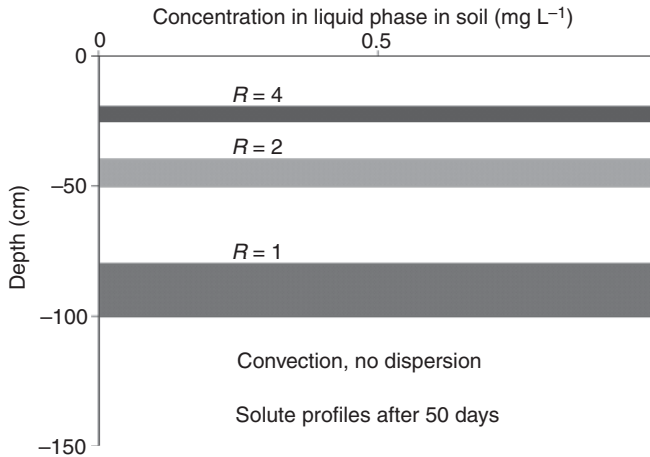 Concentration in liquid phase in soil (mg L⁻¹)
0 0.5
0
R = 4
R = 2
−50
R = 1
−100
Convection, no dispersion
Solute profiles after 50 days
−150
Depth (cm)